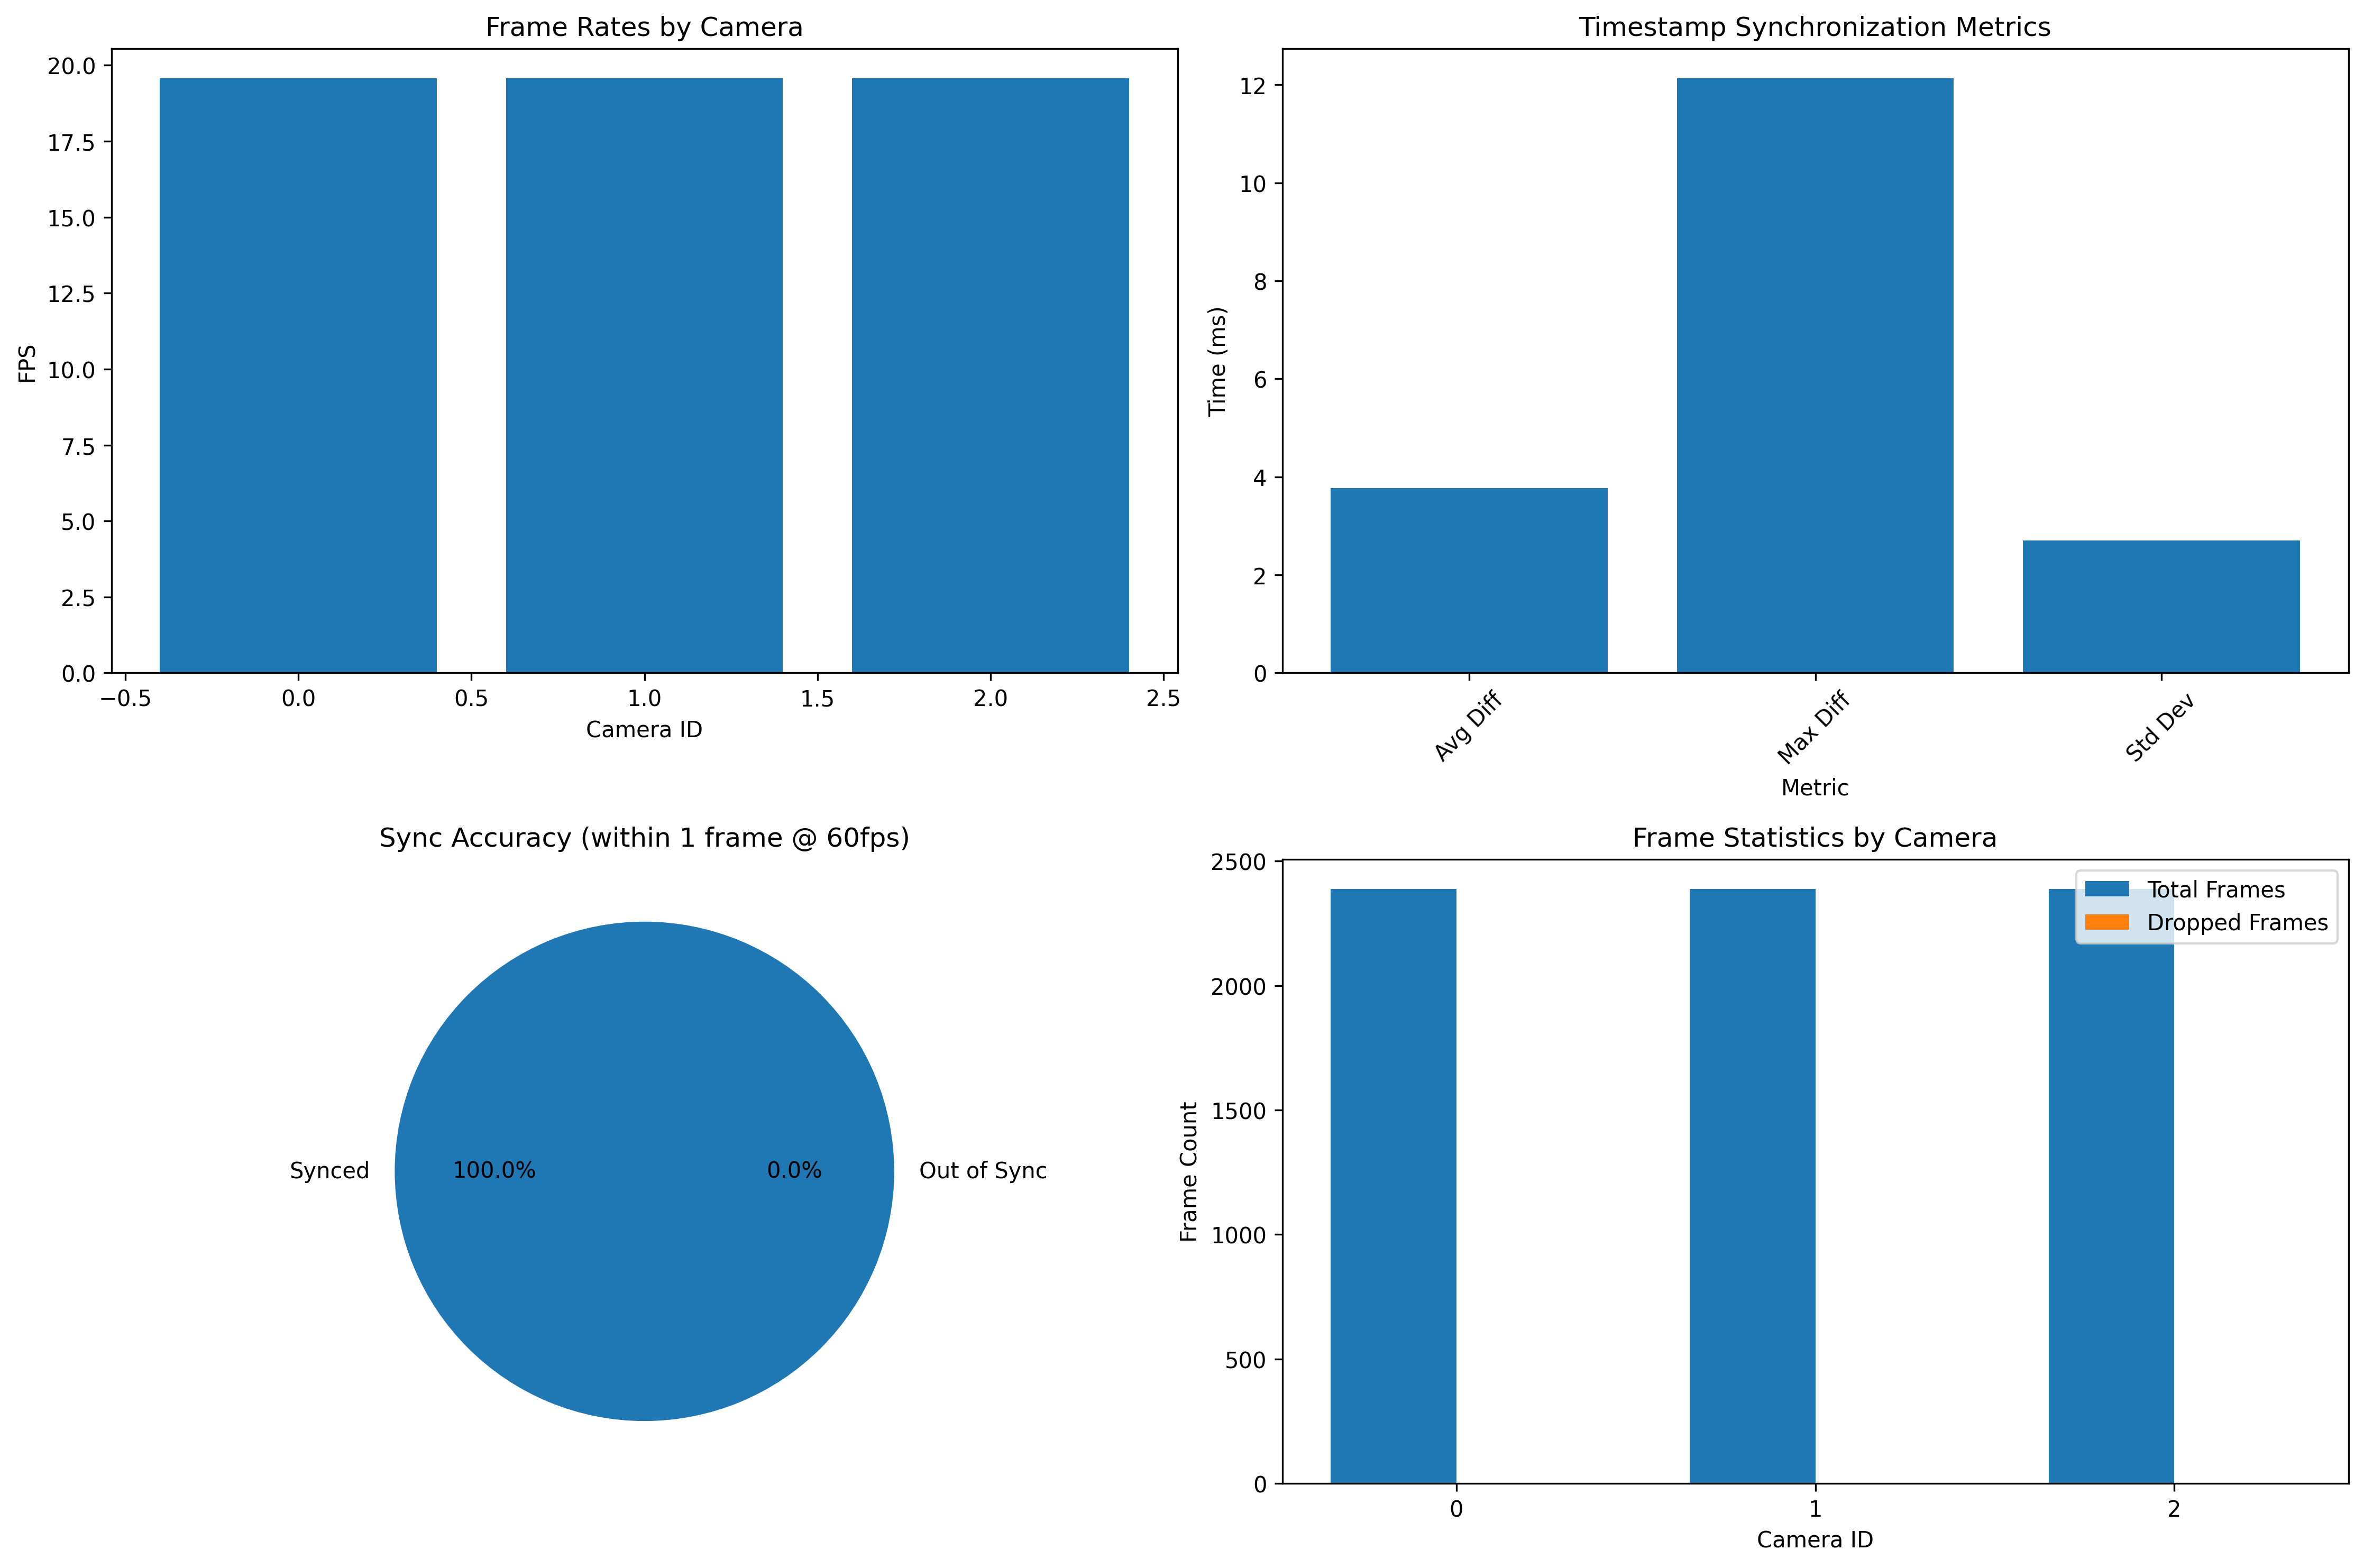 Frame Rates by Camera
20.0
17.5
15.0
12.5
10.0
7.5
5.0
2.5
0.0
FPS
−0.5 0.0 0.5 1.0 1.5 2.0 2.5
Camera ID
Timestamp Synchronization Metrics
12
10
8
6
4
2
0
Time (ms)
Avg Diff Max Diff Std Dev
Metric
Sync Accuracy (within 1 frame @ 60fps)
Synced 100.0% 0.0% Out of Sync
Frame Statistics by Camera
2500
2000
1500
1000
500
0
Frame Count
Total Frames
Dropped Frames
0 1 2
Camera ID